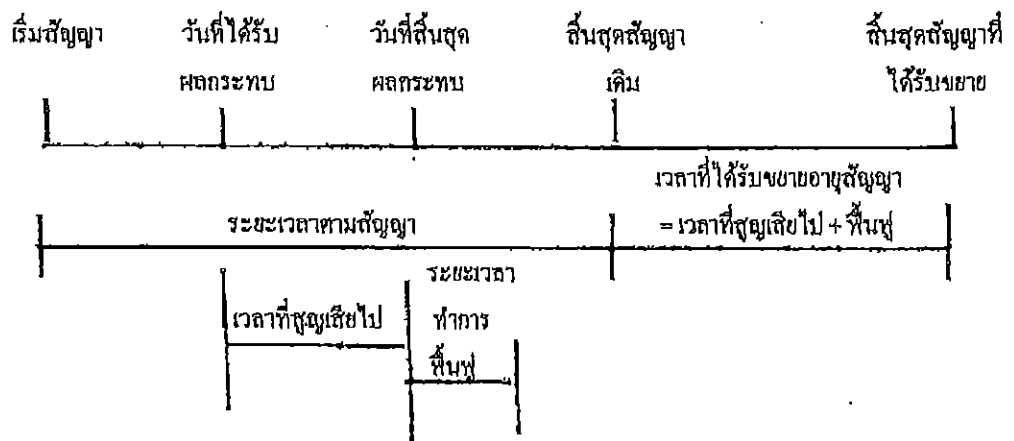 เริ่มสัญญา วันที่ได้รับ วันที่สิ้นสุด สิ้นสุดสัญญา สิ้นสุดสัญญาที่
ผลกระทบ ผลกระทบ เดิม ได้รับขยาย
เวลาที่ได้รับขยายอายุสัญญา
ระยะเวลาตามสัญญา = เวลาที่สูญเสียไป + ฟื้นฟู
ระยะเวลา
เวลาที่สูญเสียไป ทำการ
ฟื้นฟู